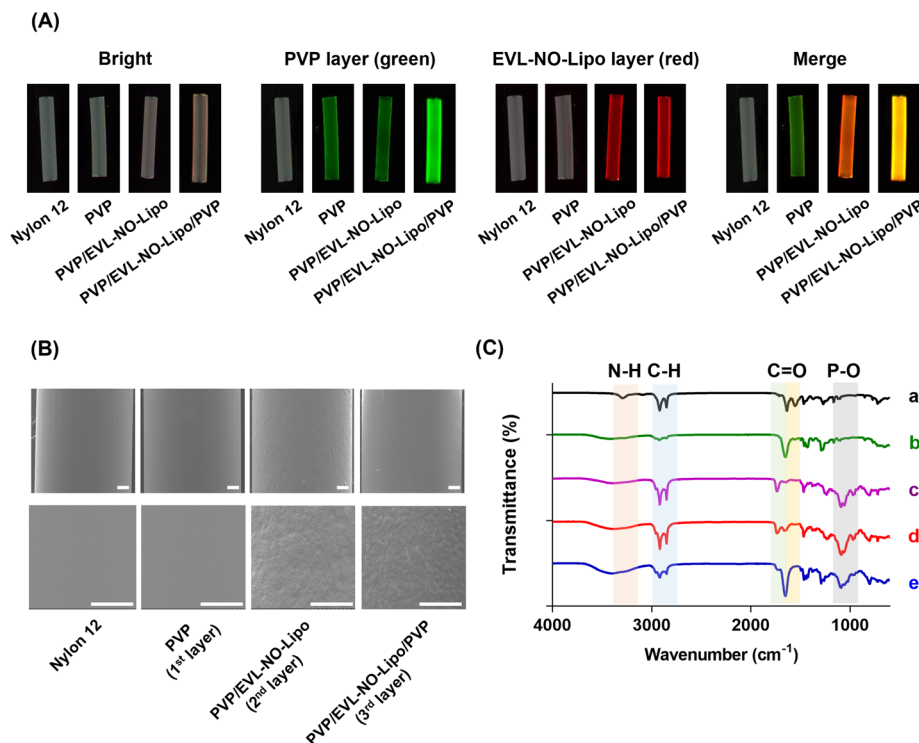 (A)
Bright
PVP layer (green)
EVL-NO-Lipo layer (red)
Merge
Nylon 12
PVP
PVP/EVL-NO-Lipo
PVP/EVL-NO-Lipo/PVP
Nylon 12
PVP
PVP/EVL-NO-Lipo
PVP/EVL-NO-Lipo/PVP
Nylon 12
PVP
PVP/EVL-NO-Lipo
PVP/EVL-NO-Lipo/PVP
Nylon 12
PVP
PVP/EVL-NO-Lipo
PVP/EVL-NO-Lipo/PVP
(B)
Nylon 12
PVP
(1st layer)
PVP/EVL-NO-Lipo
(2nd layer)
PVP/EVL-NO-Lipo/PVP
(3rd layer)
(C)
N-H C-H C=O P-O
a
b
c
d
e
Transmittance (%)
4000 3000 2000 1000
Wavenumber (cm⁻¹)